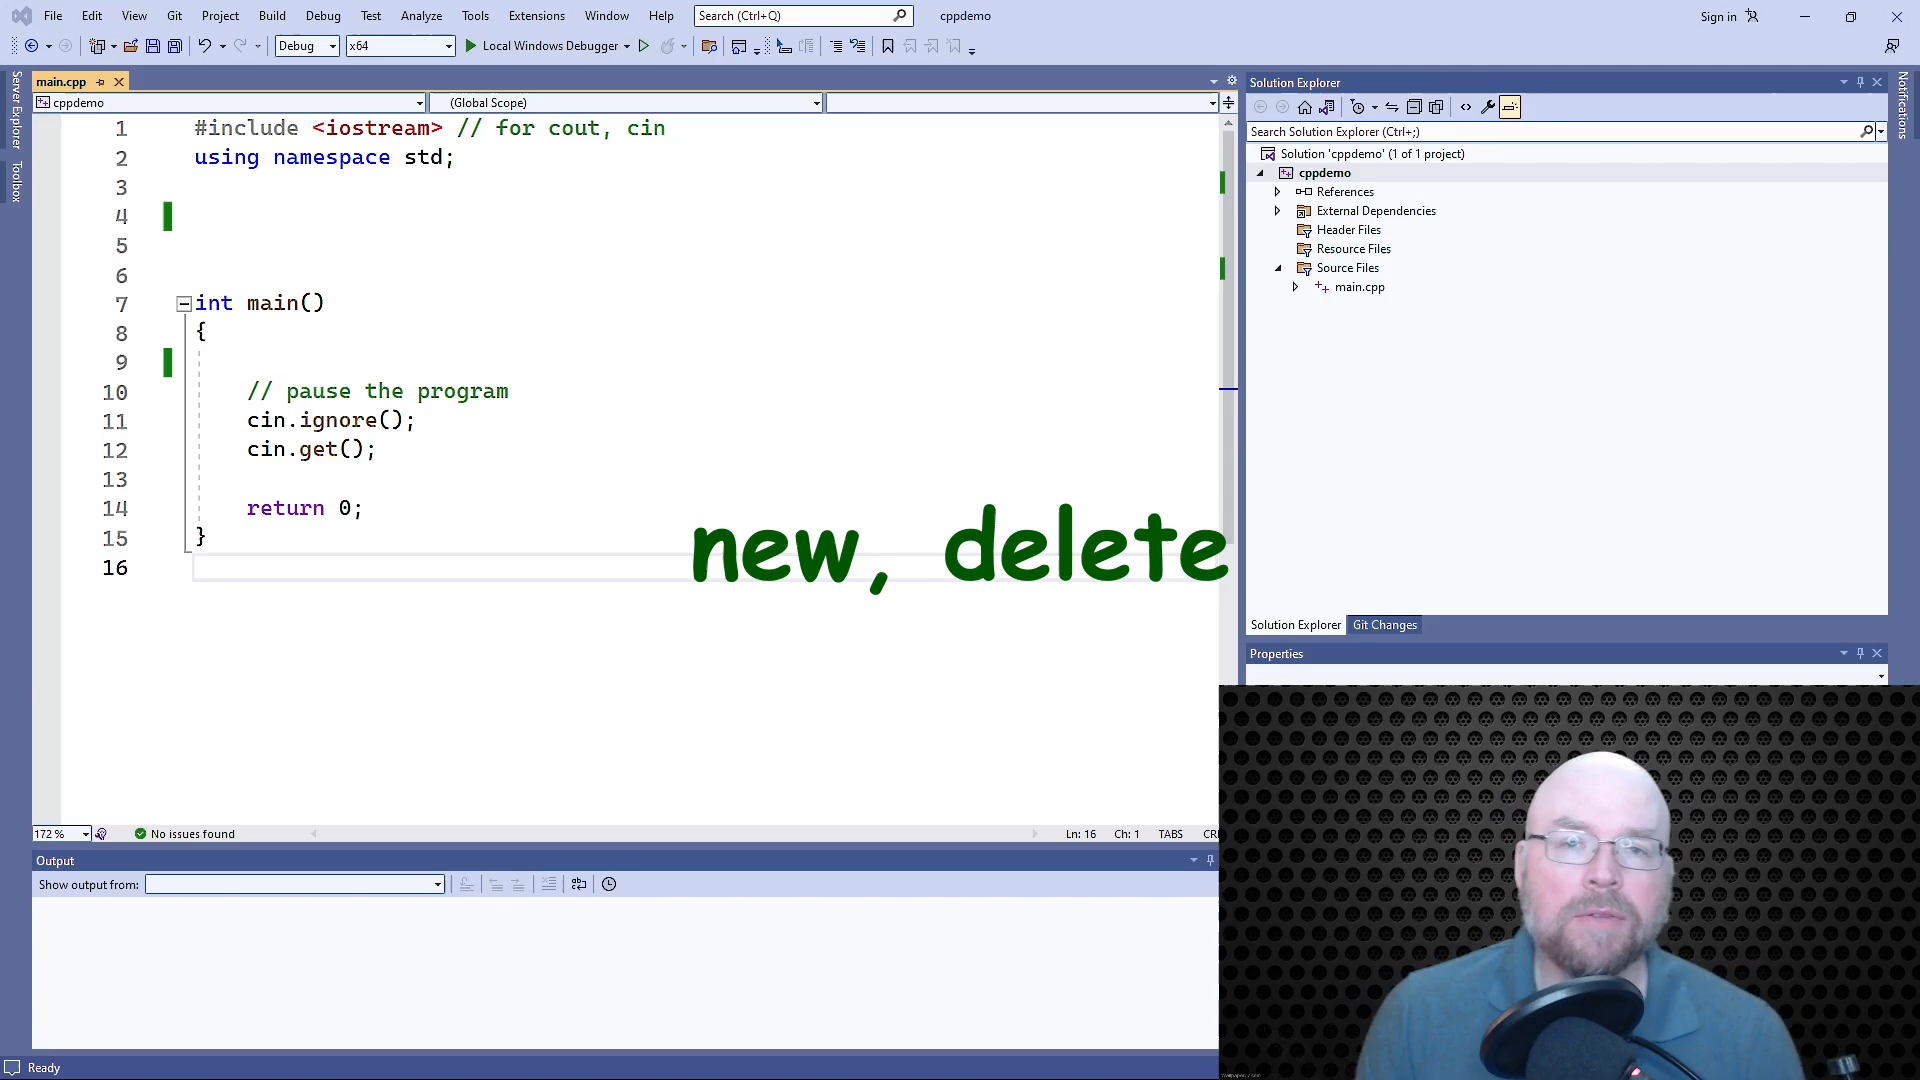 File Edit View Git Project Build Debug Test Analyze Tools Extensions Window Help Search (Ctrl+Q) cppdemo Sign in
Debug x64 Local Windows Debugger
Server Explorer
Toolbox
main.cpp
cppdemo (Global Scope)
1 #include <iostream> // for cout, cin
2 using namespace std;
3
4
5
6
7 int main()
8 {
9
10 // pause the program
11 cin.ignore();
12 cin.get();
13
14 return 0;
15 }
16
new, delete
172 % No issues found Ln: 16 Ch: 1 TABS CR
Output
Show output from:
Ready
Solution Explorer
Search Solution Explorer (Ctrl+;)
Solution 'cppdemo' (1 of 1 project)
cppdemo
References
External Dependencies
Header Files
Resource Files
Source Files
main.cpp
Solution Explorer Git Changes
Properties
Notifications